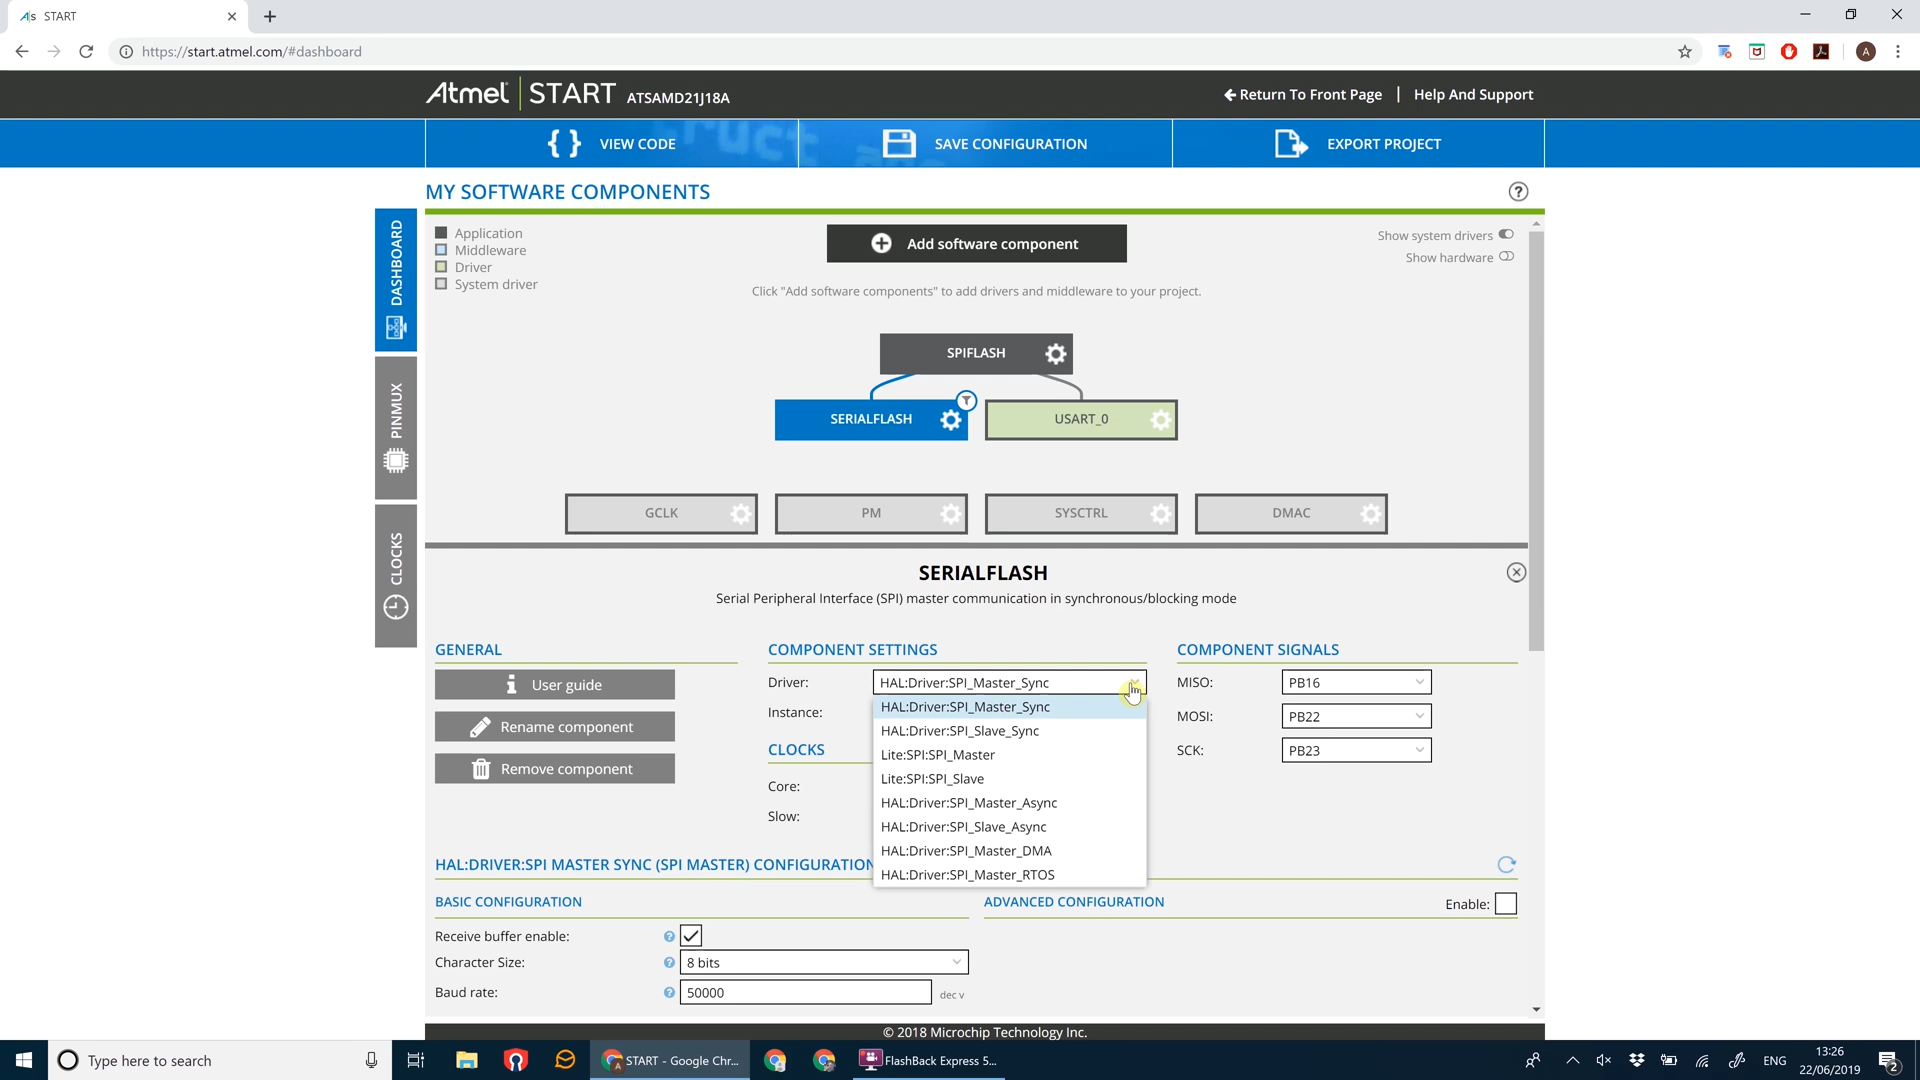 START
https://start.atmel.com/#dashboard
A
Atmel START ATSAMD21J18A
Return To Front Page | Help And Support
{ } VIEW CODE
SAVE CONFIGURATION
EXPORT PROJECT
MY SOFTWARE COMPONENTS
?
DASHBOARD
PINMUX
CLOCKS
Application
Middleware
Driver
System driver
Add software component
Show system drivers
Show hardware
Click "Add software components" to add drivers and middleware to your project.
SPIFLASH
SERIALFLASH
USART_0
GCLK
PM
SYSCTRL
DMAC
SERIALFLASH
Serial Peripheral Interface (SPI) master communication in synchronous/blocking mode
GENERAL
User guide
Rename component
Remove component
COMPONENT SETTINGS
Driver: HAL:Driver:SPI_Master_Sync
Instance:
HAL:Driver:SPI_Master_Sync
HAL:Driver:SPI_Slave_Sync
Lite:SPI:SPI_Master
Lite:SPI:SPI_Slave
HAL:Driver:SPI_Master_Async
HAL:Driver:SPI_Slave_Async
HAL:Driver:SPI_Master_DMA
HAL:Driver:SPI_Master_RTOS
CLOCKS
Core:
Slow:
COMPONENT SIGNALS
MISO: PB16
MOSI: PB22
SCK: PB23
HAL:DRIVER:SPI MASTER SYNC (SPI MASTER) CONFIGURATION
BASIC CONFIGURATION
Receive buffer enable: ?
Character Size: ? 8 bits
Baud rate: ? 50000 dec v
ADVANCED CONFIGURATION
Enable:
© 2018 Microchip Technology Inc.
Type here to search
START - Google Chr...
FlashBack Express 5...
ENG
13:26
22/06/2019
2